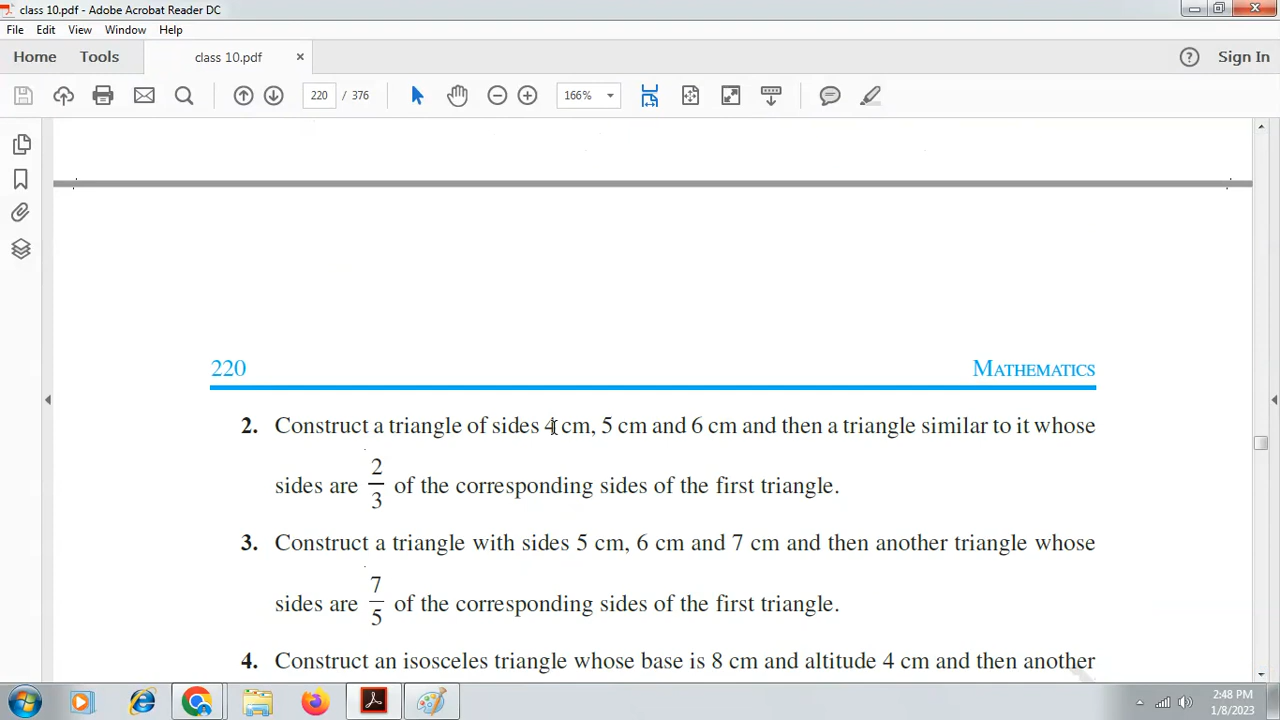 class 10.pdf - Adobe Acrobat Reader DC
File Edit View Window Help
Home Tools class 10.pdf × ? Sign In
220 / 376 166%
220 MATHEMATICS
2. Construct a triangle of sides 4 cm, 5 cm and 6 cm and then a triangle similar to it whose
sides are 2/3 of the corresponding sides of the first triangle.
3. Construct a triangle with sides 5 cm, 6 cm and 7 cm and then another triangle whose
sides are 7/5 of the corresponding sides of the first triangle.
4. Construct an isosceles triangle whose base is 8 cm and altitude 4 cm and then another
2:48 PM
1/8/2023